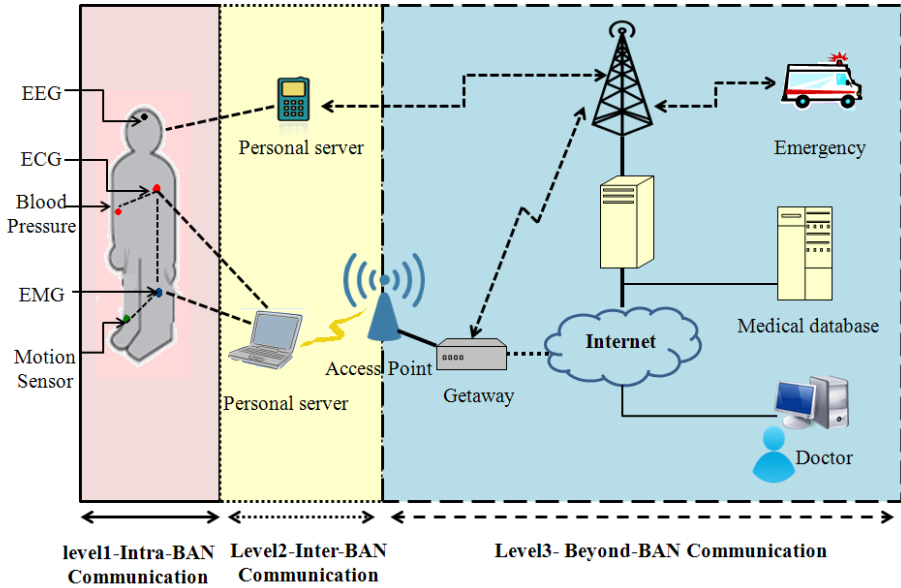 EEG
ECG
Blood
Pressure
EMG
Motion
Sensor
Personal server
Personal server
Access Point
Getaway
Emergency
Medical database
Internet
Doctor
level1-Intra-BAN
Communication
Level2-Inter-BAN
Communication
Level3- Beyond-BAN Communication